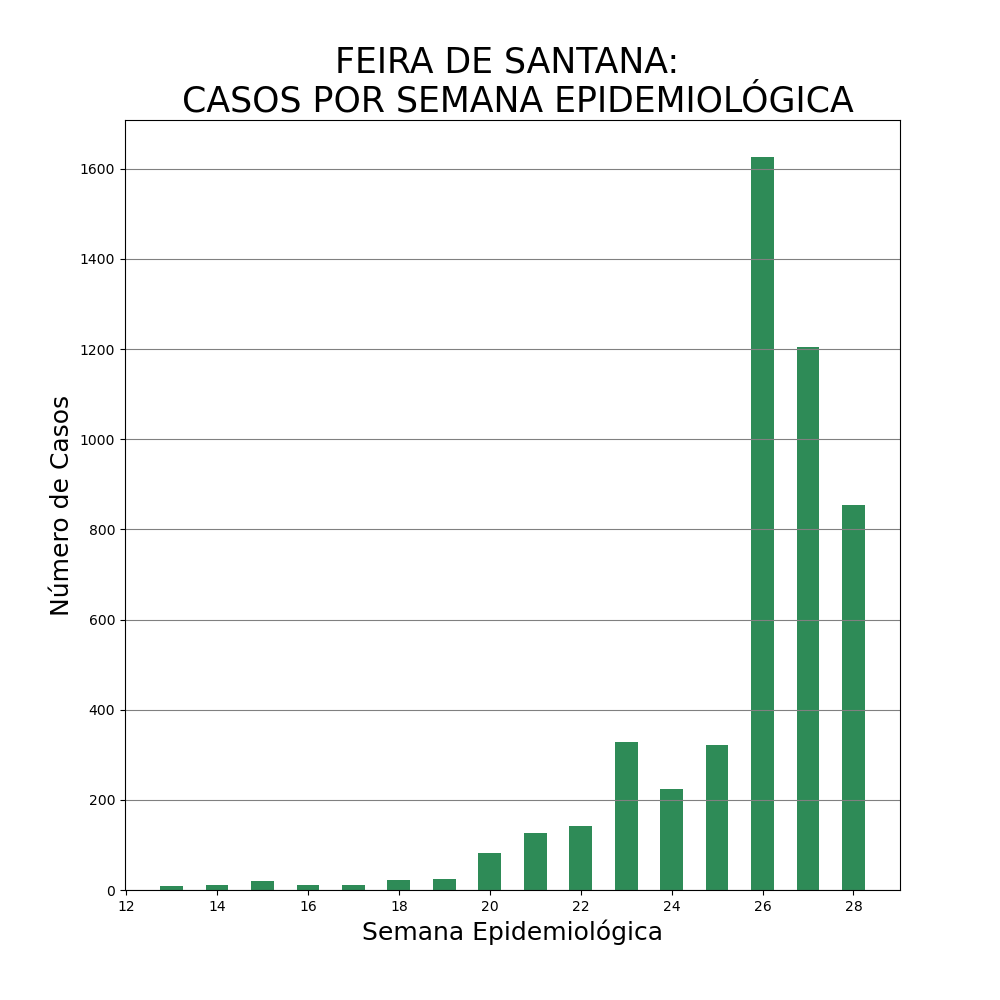 FEIRA DE SANTANA:
CASOS POR SEMANA EPIDEMIOLÓGICA
1600
1400
1200
1000
800
600
400
200
0
Número de Casos
12 14 16 18 20 22 24 26 28
Semana Epidemiológica